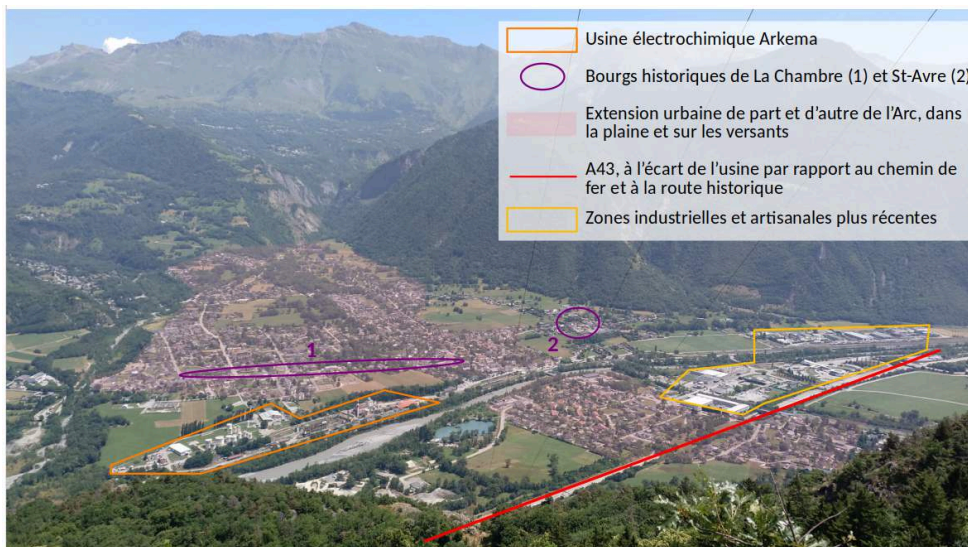 Usine électrochimique Arkema
Bourgs historiques de La Chambre (1) et St-Avre (2)
Extension urbaine de part et d’autre de l’Arc, dans
la plaine et sur les versants
A43, à l’écart de l’usine par rapport au chemin de
fer et à la route historique
Zones industrielles et artisanales plus récentes
1
2